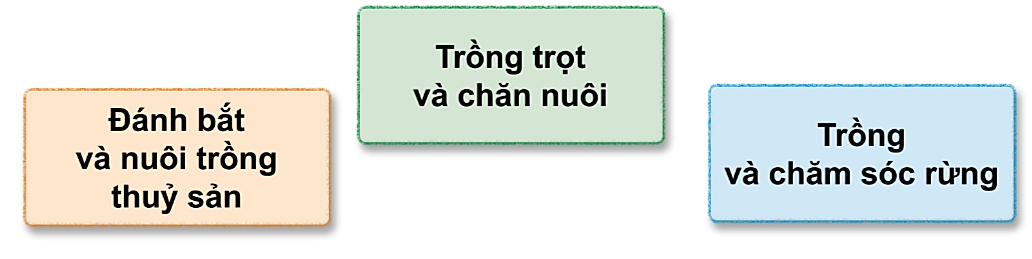 Đánh bắt
và nuôi trồng
thuỷ sản
Trồng trọt
và chăn nuôi
Trồng
và chăm sóc rừng